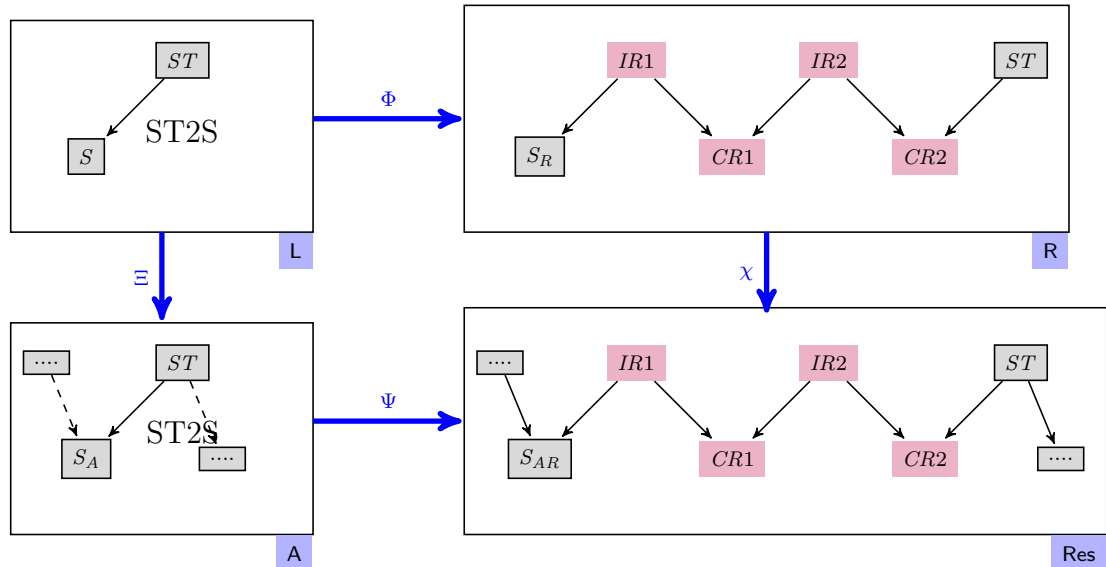 ST
ST2S
S
L
Φ
IR1 IR2 ST
S_R CR1 CR2
R
Ξ
χ
.... ST
ST2S
S_A ....
A
Ψ
.... IR1 IR2 ST
S_AR CR1 CR2 ....
Res